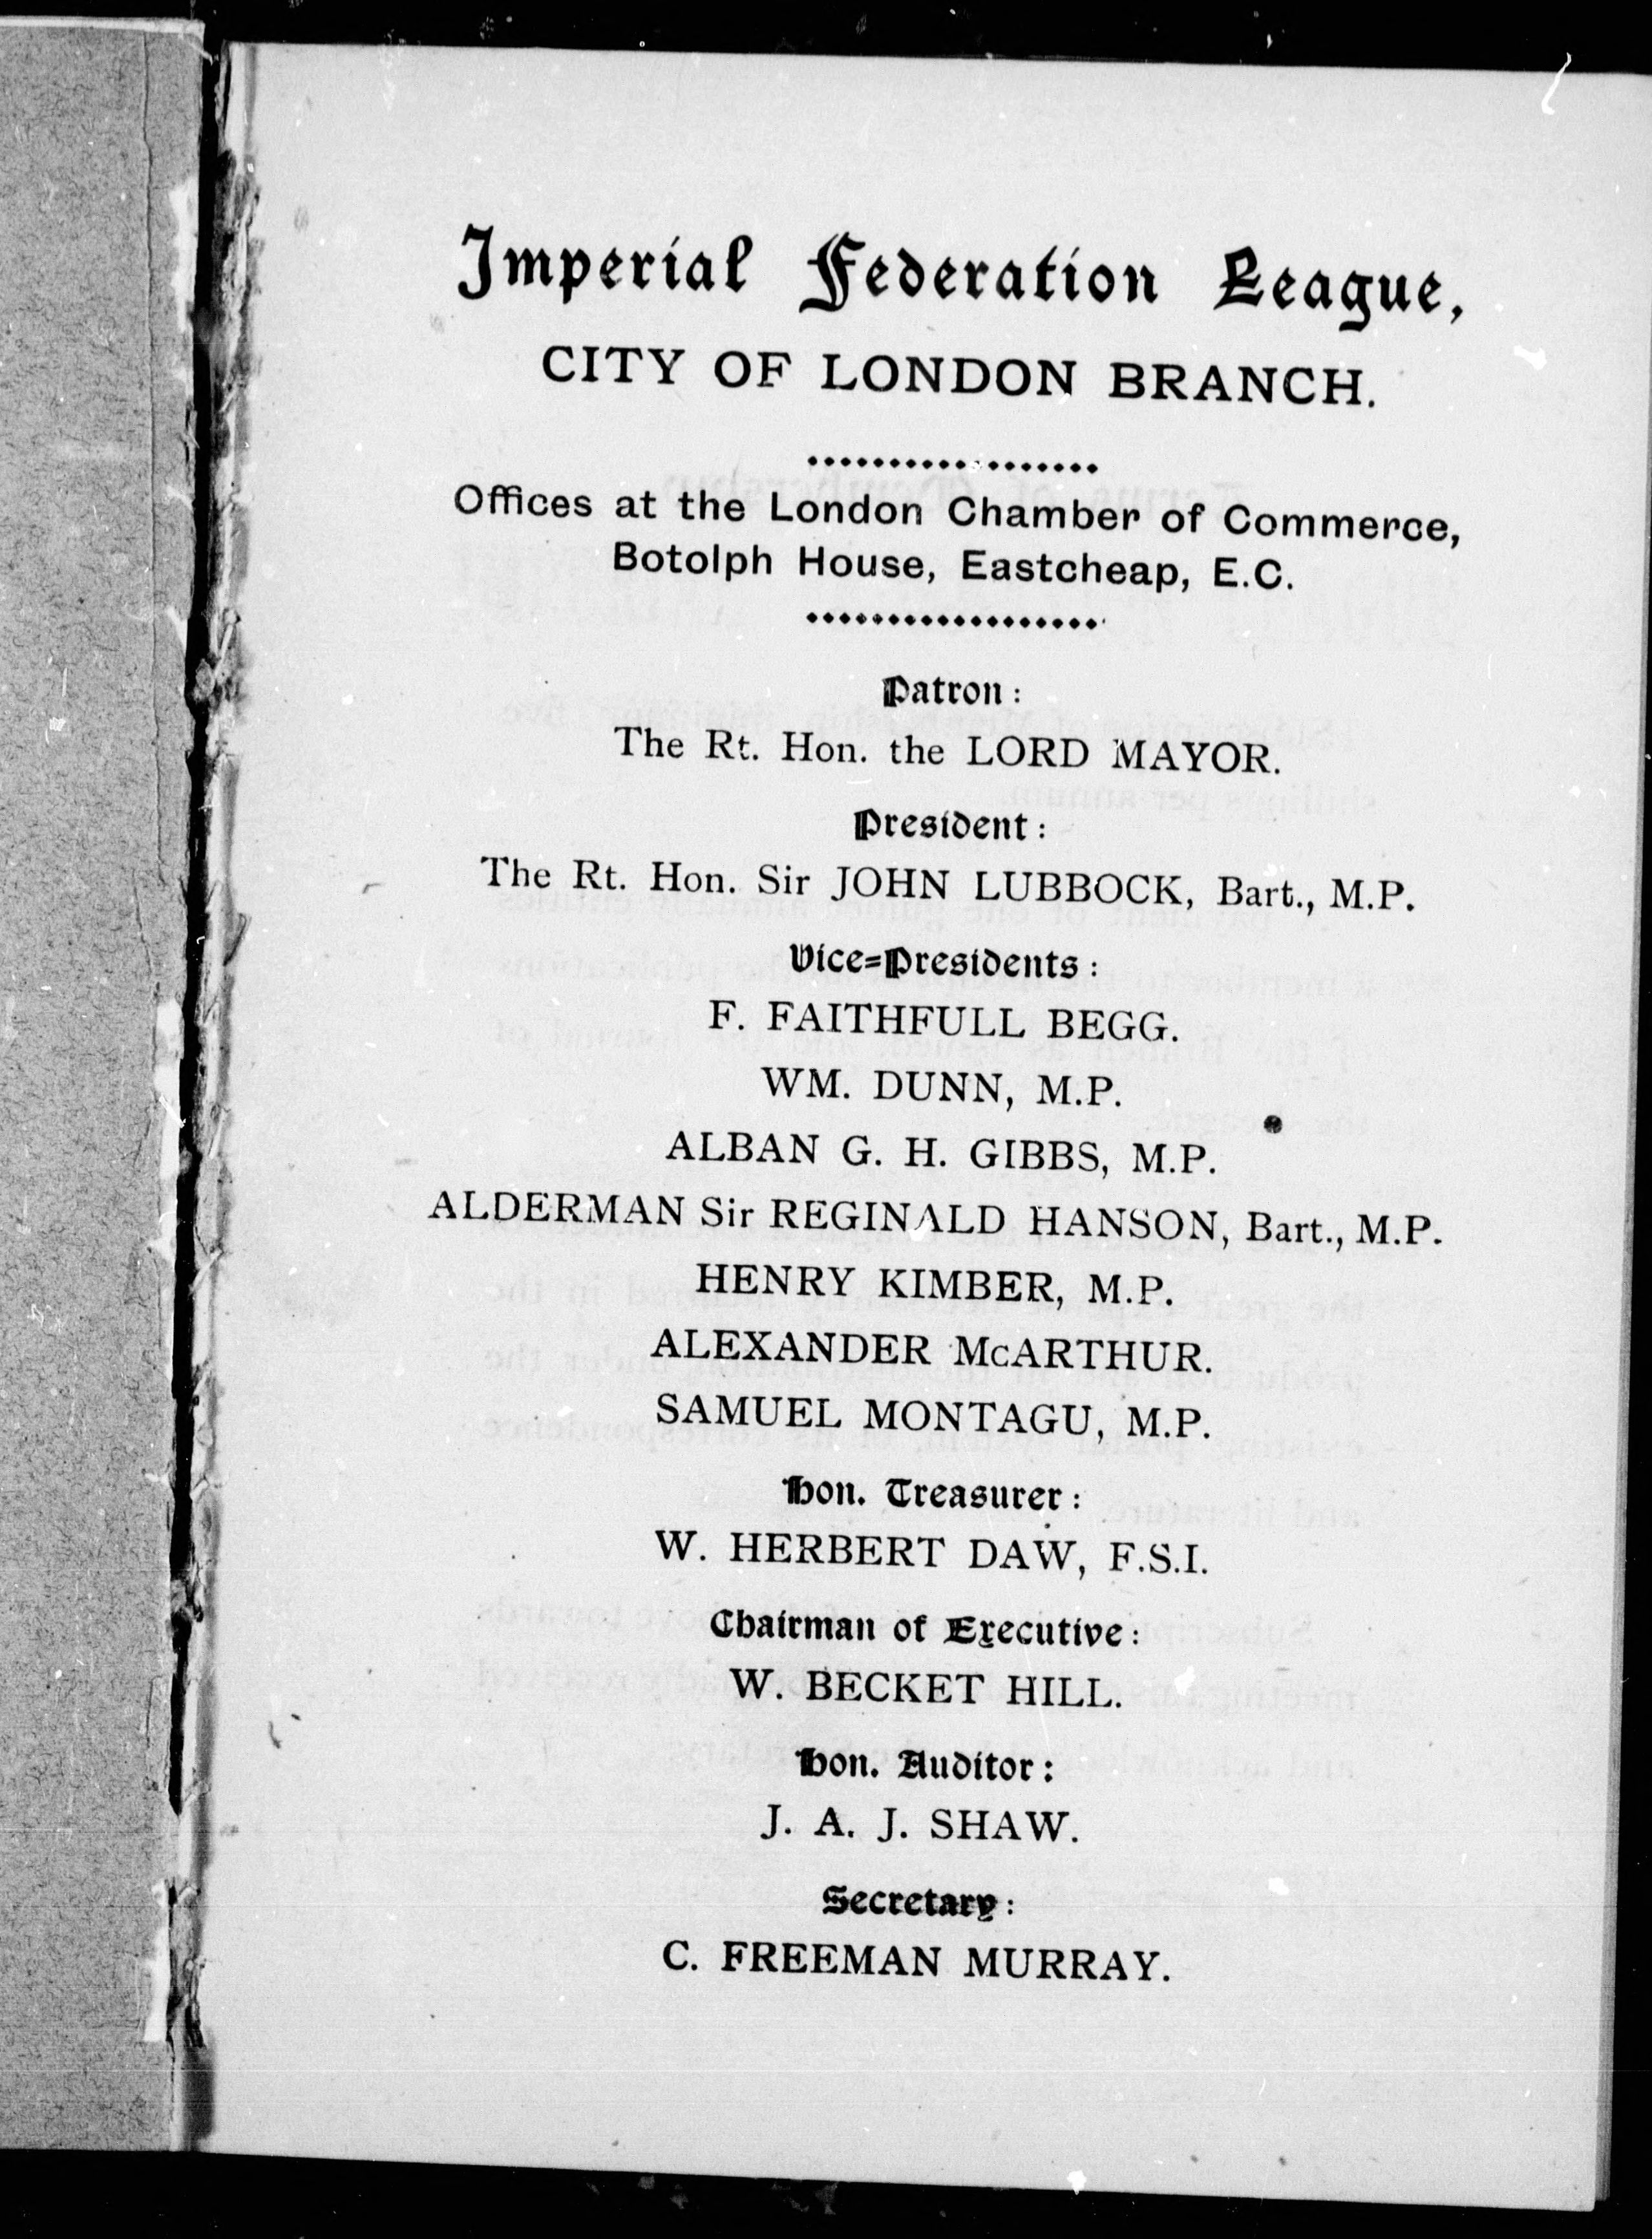 Imperial Federation League,
CITY OF LONDON BRANCH.
Offices at the London Chamber of Commerce,
Botolph House, Eastcheap, E.C.
Patron:
The Rt. Hon. the LORD MAYOR.
President:
The Rt. Hon. Sir JOHN LUBBOCK, Bart., M.P.
Vice=Presidents:
F. FAITHFULL BEGG.
WM. DUNN, M.P.
ALBAN G. H. GIBBS, M.P.
ALDERMAN Sir REGINALD HANSON, Bart., M.P.
HENRY KIMBER, M.P.
ALEXANDER McARTHUR.
SAMUEL MONTAGU, M.P.
Hon. Treasurer:
W. HERBERT DAW, F.S.I.
Chairman of Executive:
W. BECKET HILL.
Hon. Auditor:
J. A. J. SHAW.
Secretary:
C. FREEMAN MURRAY.